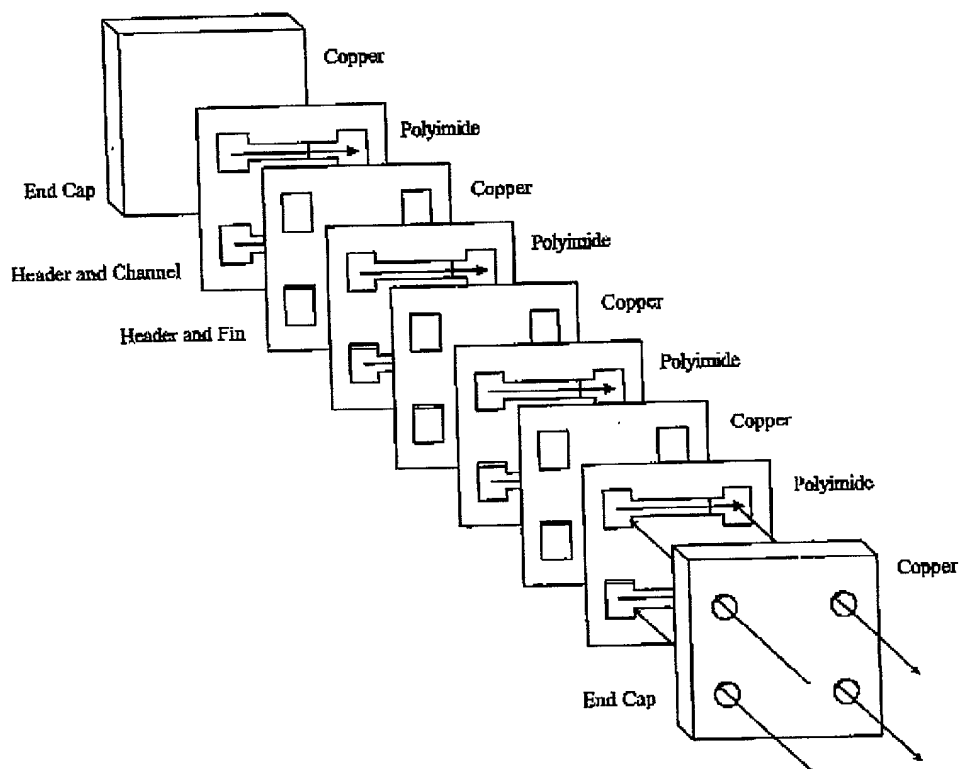 Copper
Polyimide
End Cap
Copper
Polyimide
Header and Channel
Copper
Header and Fin
Polyimide
Copper
Polyimide
Copper
End Cap